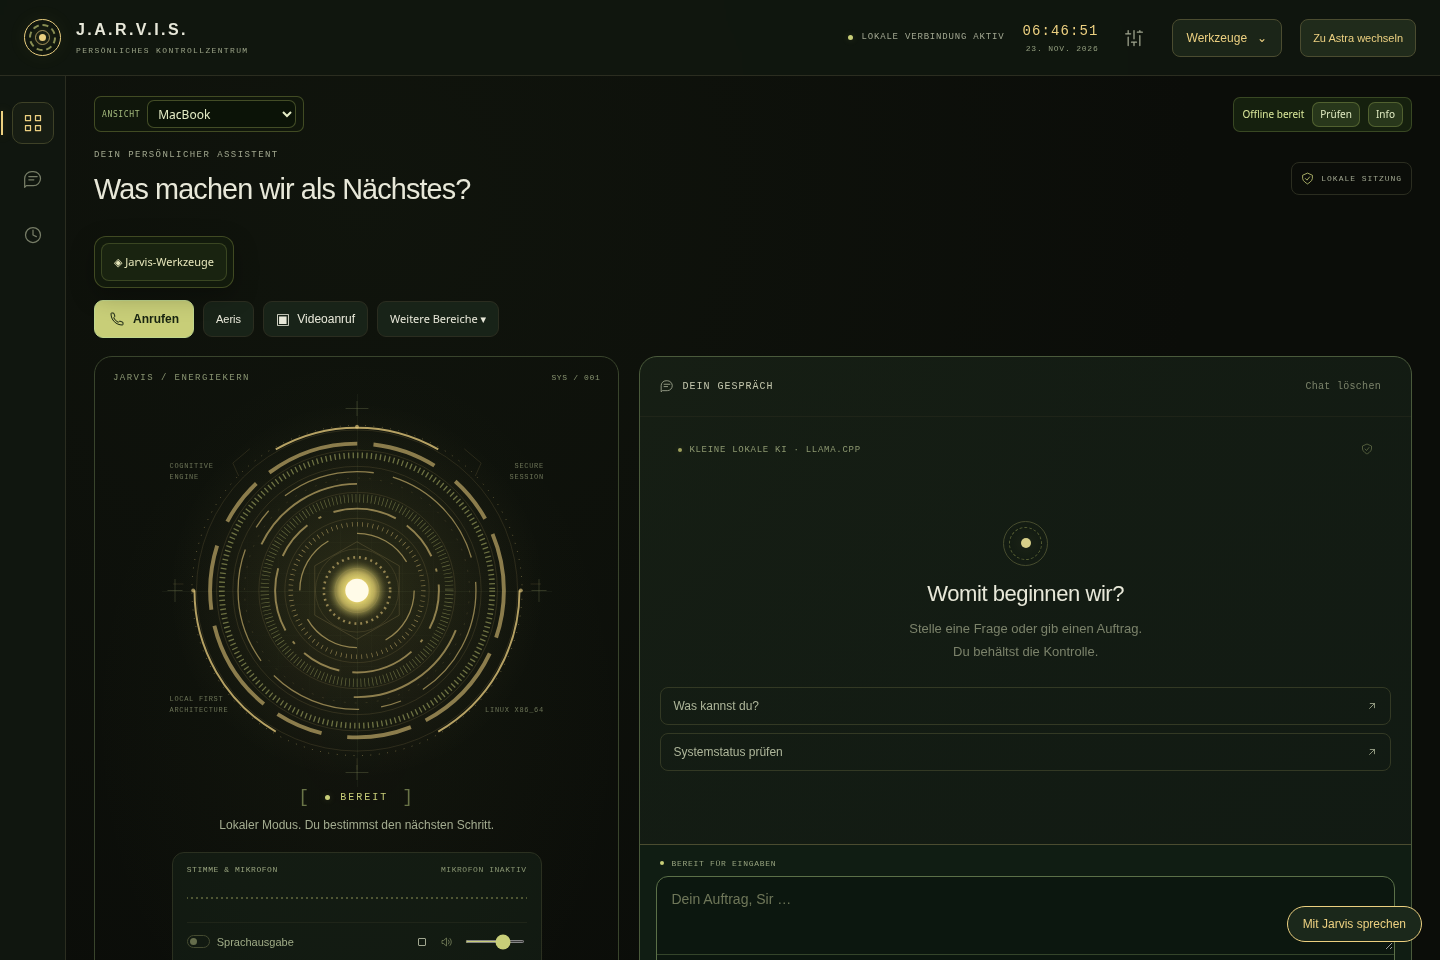 J.A.R.V.I.S.
PERSÖNLICHES KONTROLLZENTRUM
LOKALE VERBINDUNG AKTIV
06:46:51
23. NOV. 2026
Werkzeuge
Zu Astra wechseln
ANSICHT
MacBook
Offline bereit
Prüfen
Info
DEIN PERSÖNLICHER ASSISTENT
Was machen wir als Nächstes?
LOKALE SITZUNG
◈ Jarvis-Werkzeuge
Anrufen
Aeris
▣ Videoanruf
Weitere Bereiche ▾
JARVIS / ENERGIEKERN
SYS / 001
COGNITIVE
ENGINE
SECURE
SESSION
LOCAL FIRST
ARCHITECTURE
LINUX X86_64
[ BEREIT ]
Lokaler Modus. Du bestimmst den nächsten Schritt.
STIMME & MIKROFON
MIKROFON INAKTIV
Sprachausgabe
DEIN GESPRÄCH
Chat löschen
KLEINE LOKALE KI · LLAMA.CPP
Womit beginnen wir?
Stelle eine Frage oder gib einen Auftrag.
Du behältst die Kontrolle.
Was kannst du?
Systemstatus prüfen
BEREIT FÜR EINGABEN
Dein Auftrag, Sir …
Mit Jarvis sprechen